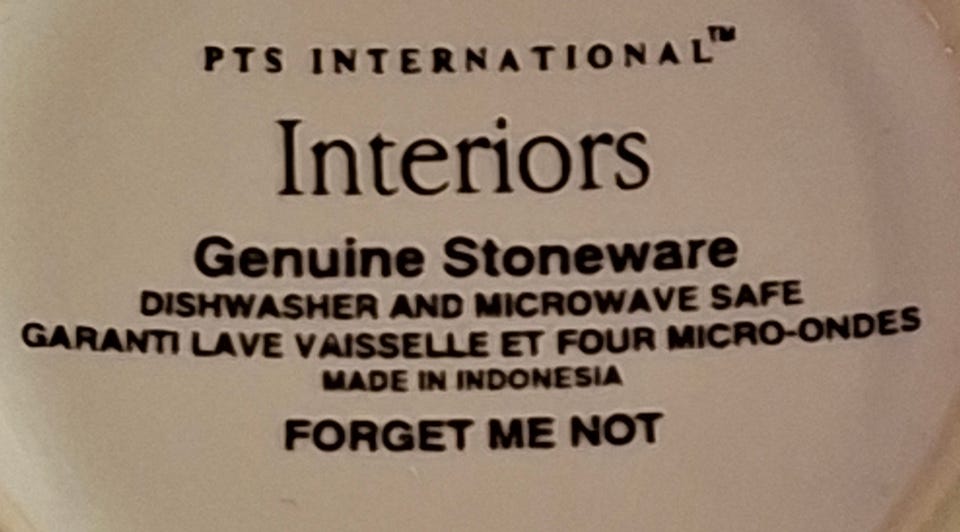 PTS INTERNATIONAL™
Interiors
Genuine Stoneware
DISHWASHER AND MICROWAVE SAFE
GARANTI LAVE VAISSELLE ET FOUR MICRO-ONDES
MADE IN INDONESIA
FORGET ME NOT